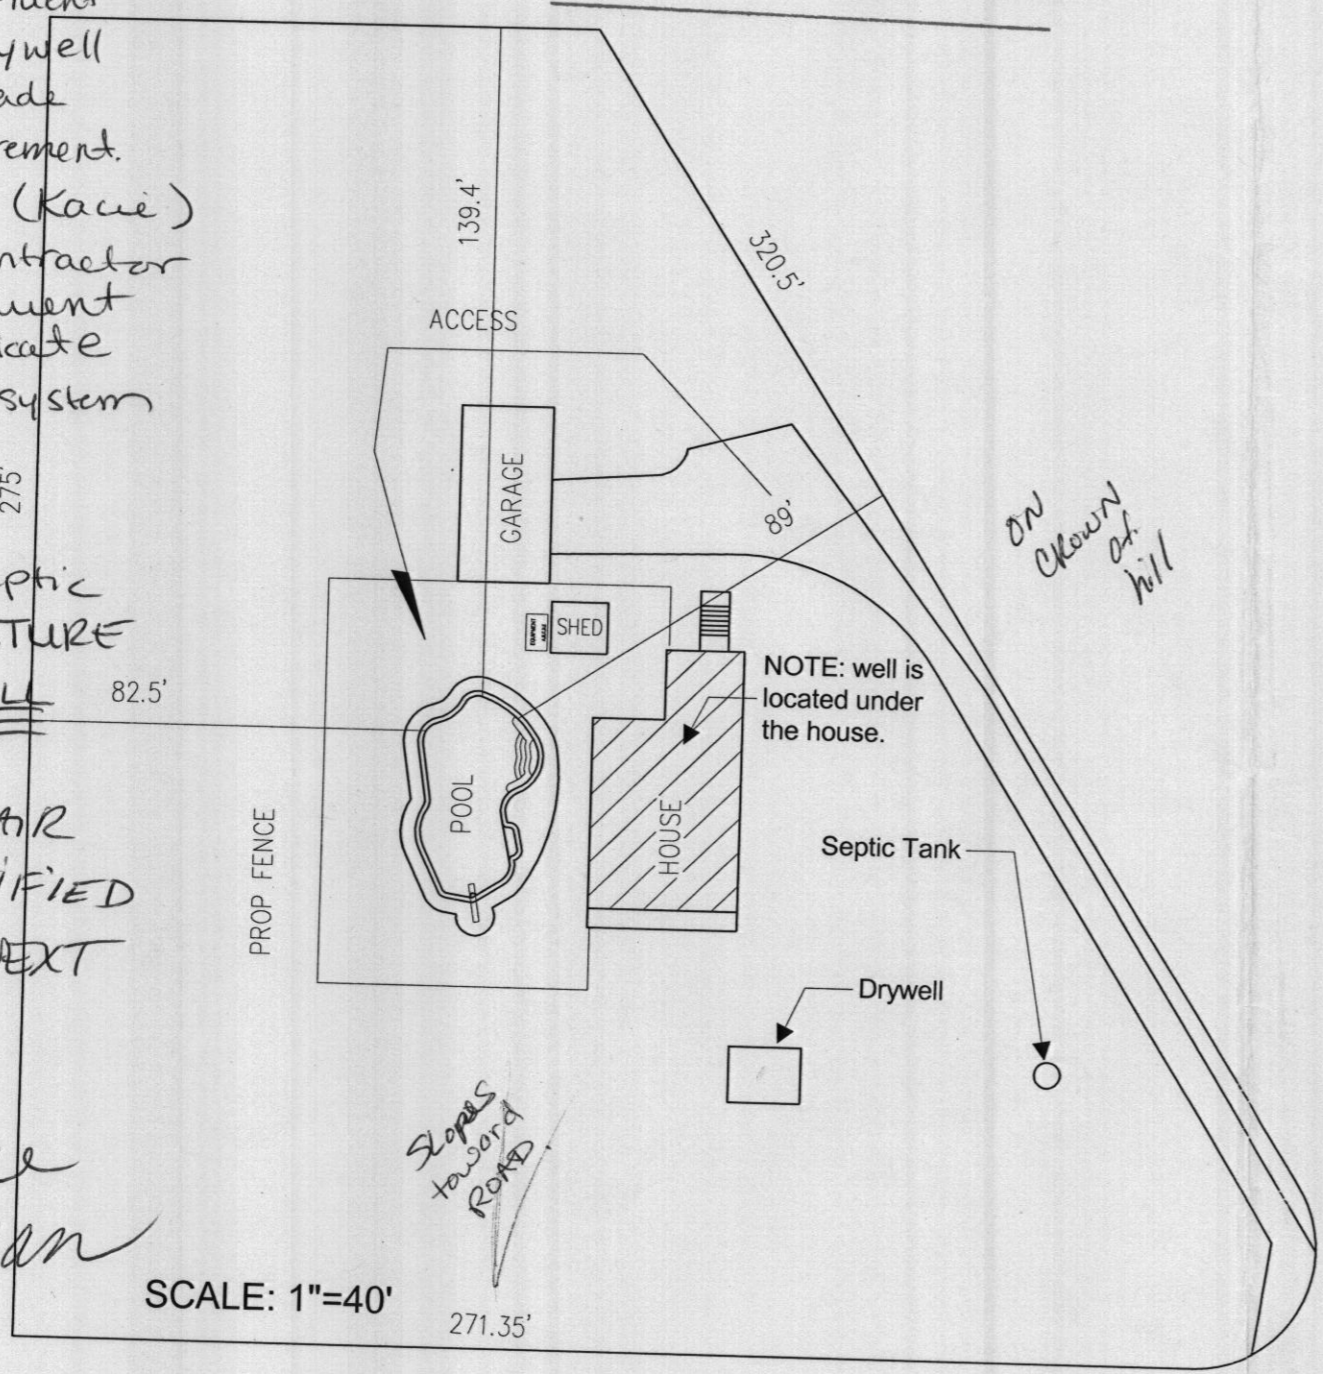 ywell
ade
rement.
(Kacie)
ntractor
uent
icate
system
275'
ptic
TURE
LL
82.5'
AIR
IFIED
EXT
e
an
139.4'
320.5'
ACCESS
GARAGE
89'
ON
CROWN
of
hill
SHED
NOTE: well is
located under
the house.
POOL
HOUSE
PROP FENCE
Septic Tank
Drywell
Slopes
toward
ROAD.
SCALE: 1"=40'
271.35'